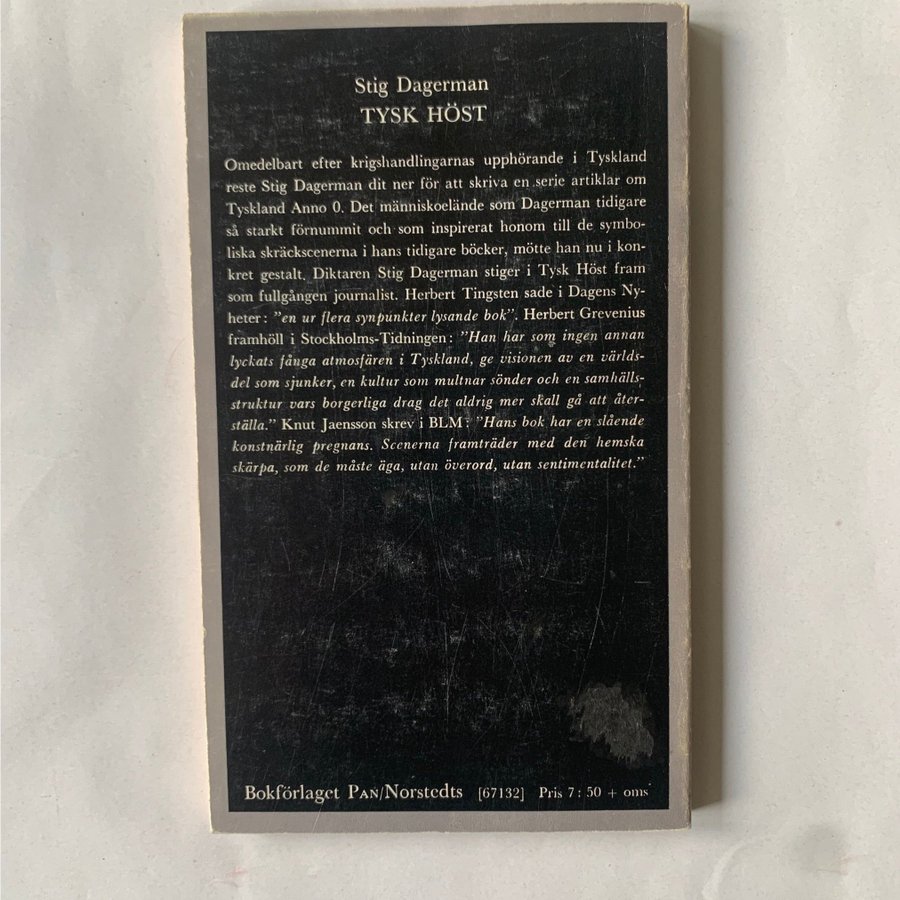 Stig Dagerman
TYSK HÖST
Omedelbart efter krigshandlingarnas upphörande i Tyskland
reste Stig Dagerman dit ner för att skriva en serie artiklar om
Tyskland Anno 0. Det människoelände som Dagerman tidigare
så starkt förnummit och som inspirerat honom till de symbo-
liska skräckscenerna i hans tidigare böcker, mötte han nu i kon-
kret gestalt. Diktaren Stig Dagerman stiger i Tysk Höst fram
som fullgången journalist. Herbert Tingsten sade i Dagens Ny-
heter: "en ur flera synpunkter lysande bok". Herbert Grevenius
framhöll i Stockholms-Tidningen: "Han har som ingen annan
lyckats fånga atmosfären i Tyskland, ge visionen av en världs-
del som sjunker, en kultur som multnar sönder och en samhälls-
struktur vars borgerliga drag det aldrig mer skall gå att åter-
ställa." Knut Jaensson skrev i BLM: "Hans bok har en slående
konstnärlig pregnans. Scenerna framträder med den hemska
skärpa, som de måste äga, utan överord, utan sentimentalitet."
Bokförlaget PAN/Norstedts [67132] Pris 7:50 + oms